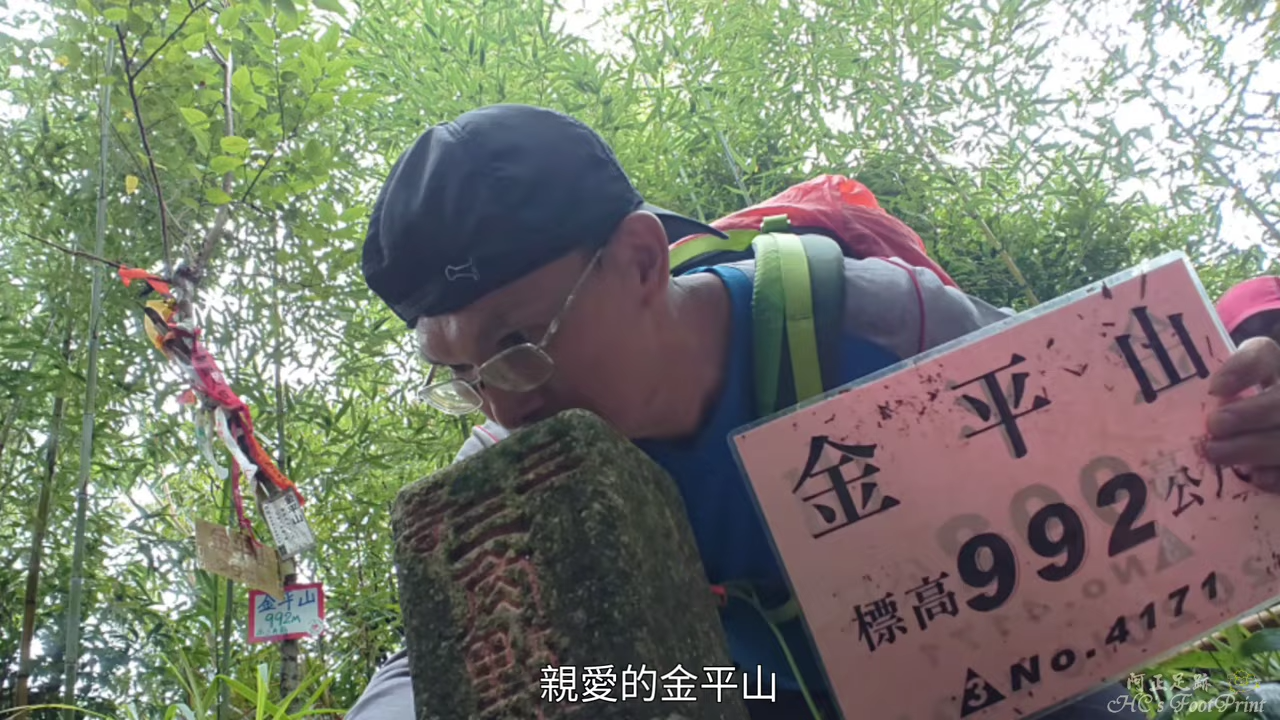 金平山
標高992公尺
3 No.4171
金平山
992m
親愛的金平山
阿正足跡
HC's FootPrint